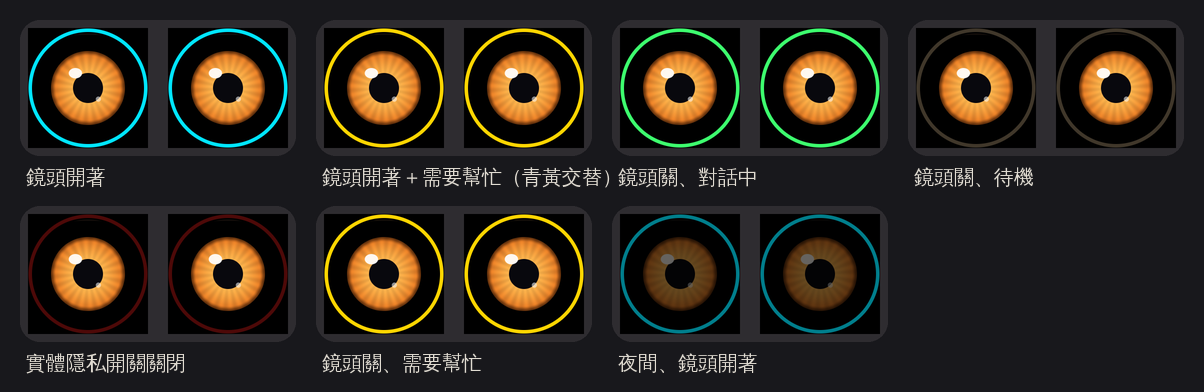 鏡頭開著
鏡頭開著＋需要幫忙（青黃交替）
鏡頭關、對話中
鏡頭關、待機
實體隱私開關關閉
鏡頭關、需要幫忙
夜間、鏡頭開著